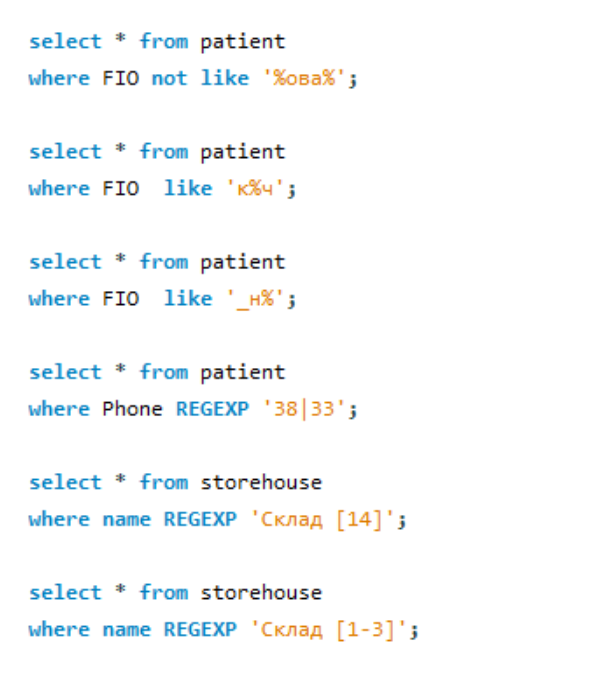 select * from patient
where FIO not like '%ова%';
select * from patient
where FIO  like 'к%ч';
select * from patient
where FIO  like '_н%';
select * from patient
where Phone REGEXP '38|33';
select * from storehouse
where name REGEXP 'Склад [14]';
select * from storehouse
where name REGEXP 'Склад [1-3]';